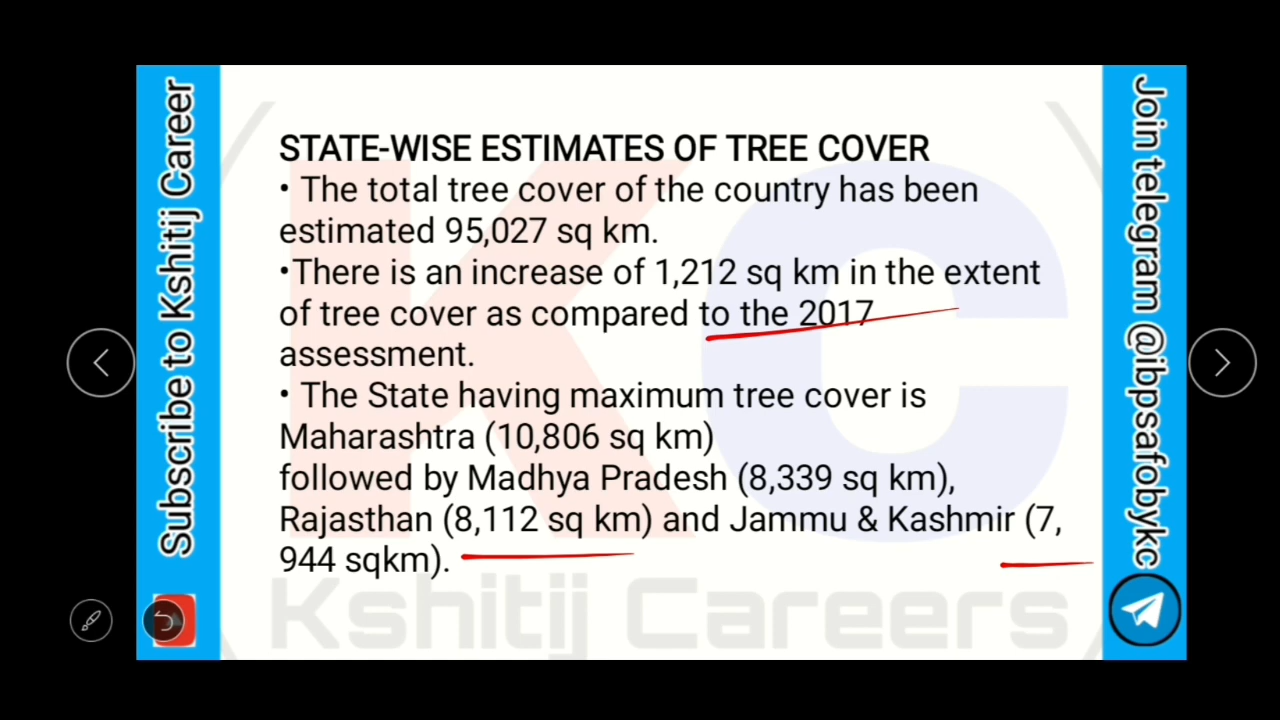 Subscribe to Kshitij Career
STATE-WISE ESTIMATES OF TREE COVER
• The total tree cover of the country has been
estimated 95,027 sq km.
•There is an increase of 1,212 sq km in the extent
of tree cover as compared to the 2017
assessment.
• The State having maximum tree cover is
Maharashtra (10,806 sq km)
followed by Madhya Pradesh (8,339 sq km),
Rajasthan (8,112 sq km) and Jammu & Kashmir (7,
944 sqkm).
KC
Kshitij Careers
Join telegram @ibpsafobykc